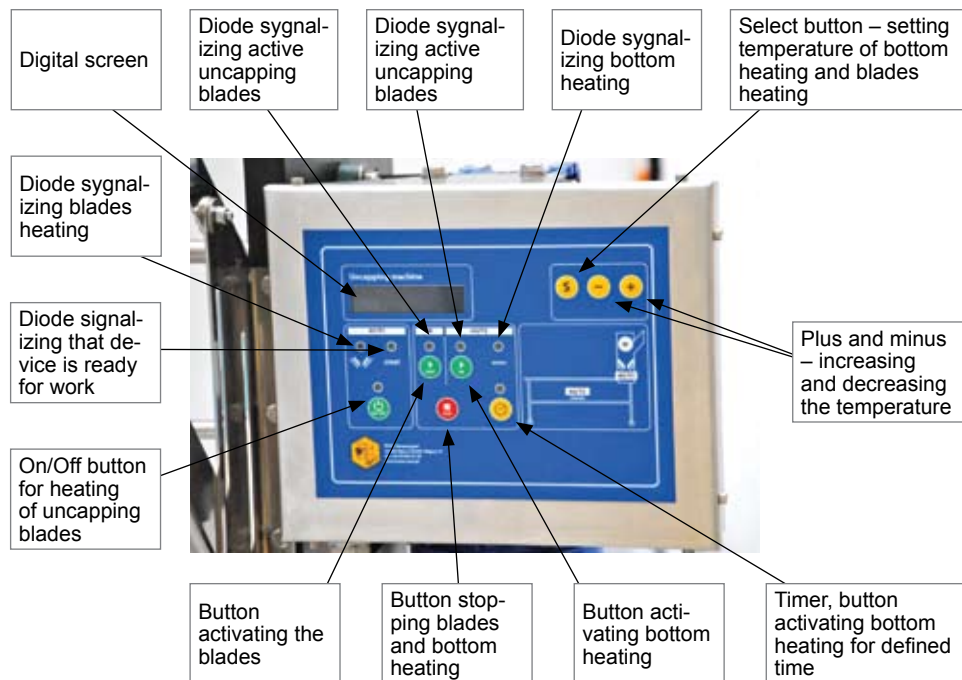 Digital screen
Diode sygnal-
izing active
uncapping
blades
Diode sygnal-
izing active
uncapping
blades
Diode sygnal-
izing bottom
heating
Select button – setting
temperature of bottom
heating and blades
heating
Diode sygnal-
izing blades
heating
Diode signal-
izing that de-
vice is ready
for work
On/Off button
for heating
of uncapping
blades
Uncapping machine
S
Plus and minus
– increasing
and decreasing
the temperature
Button
activating the
blades
Button stop-
ping blades
and bottom
heating
Button acti-
vating bottom
heating
Timer, button
activating bottom
heating for defined
time